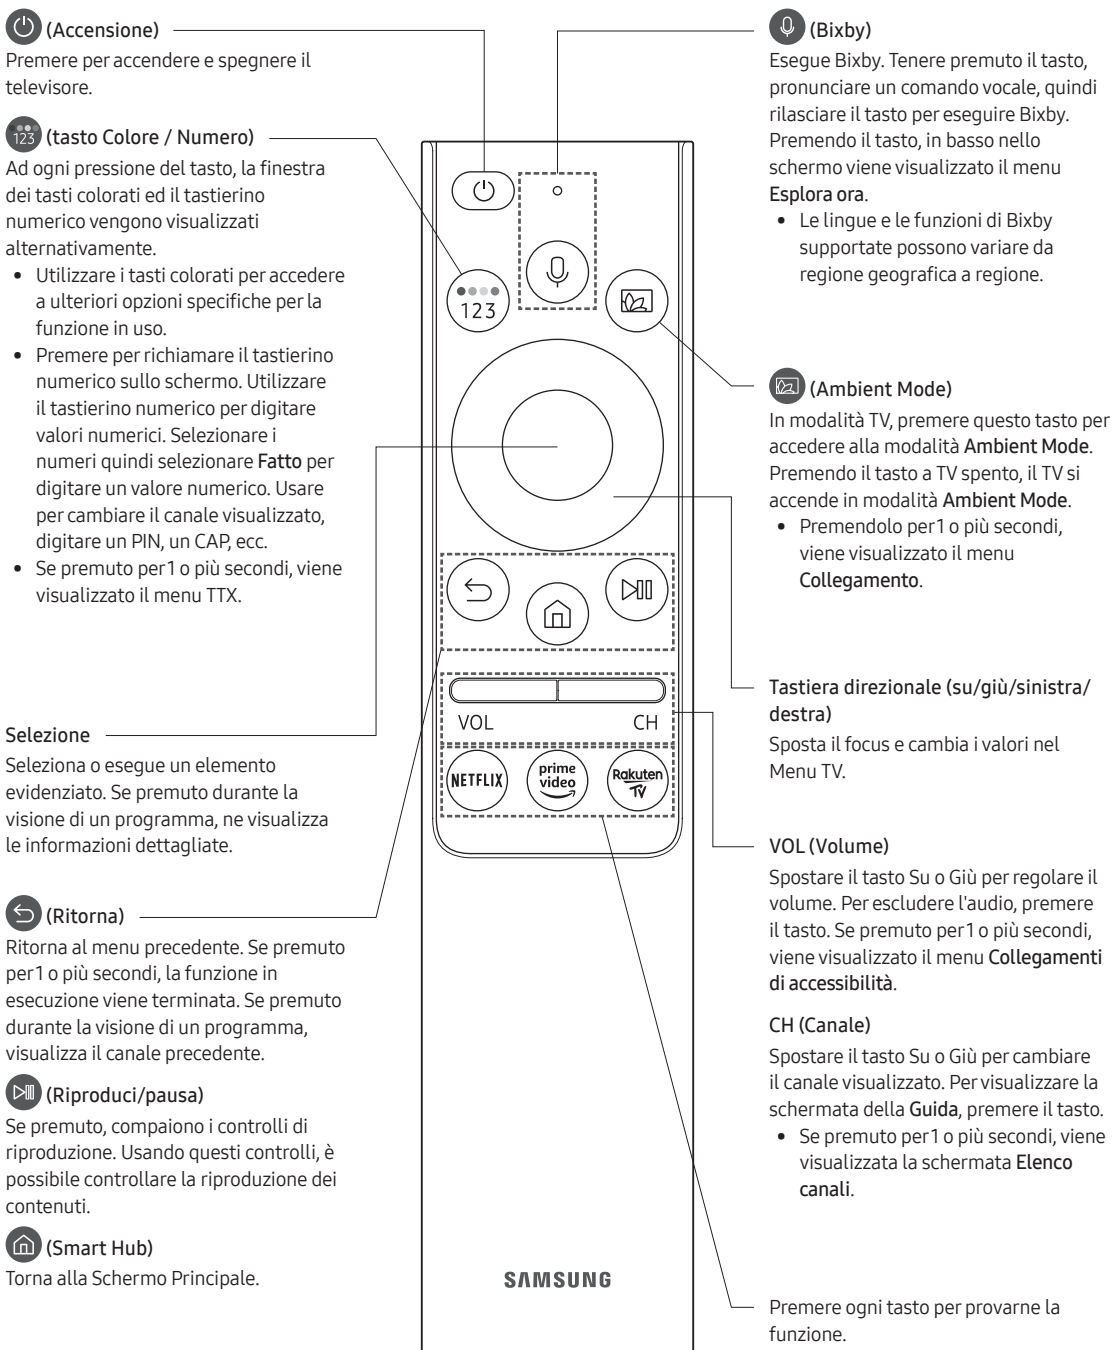 (Accensione)
Premere per accendere e spegnere il
televisore.
123 (tasto Colore / Numero)
Ad ogni pressione del tasto, la finestra
dei tasti colorati ed il tastierino
numerico vengono visualizzati
alternativamente.
• Utilizzare i tasti colorati per accedere
a ulteriori opzioni specifiche per la
funzione in uso.
• Premere per richiamare il tastierino
numerico sullo schermo. Utilizzare
il tastierino numerico per digitare
valori numerici. Selezionare i
numeri quindi selezionare Fatto per
digitare un valore numerico. Usare
per cambiare il canale visualizzato,
digitare un PIN, un CAP, ecc.
• Se premuto per1 o più secondi, viene
visualizzato il menu TTX.
Selezione
Seleziona o esegue un elemento
evidenziato. Se premuto durante la
visione di un programma, ne visualizza
le informazioni dettagliate.
(Ritorna)
Ritorna al menu precedente. Se premuto
per1 o più secondi, la funzione in
esecuzione viene terminata. Se premuto
durante la visione di un programma,
visualizza il canale precedente.
(Riproduci/pausa)
Se premuto, compaiono i controlli di
riproduzione. Usando questi controlli, è
possibile controllare la riproduzione dei
contenuti.
(Smart Hub)
Torna alla Schermo Principale.
123
VOL CH
NETFLIX
prime
video
Rakuten
TV
SAMSUNG
(Bixby)
Esegue Bixby. Tenere premuto il tasto,
pronunciare un comando vocale, quindi
rilasciare il tasto per eseguire Bixby.
Premendo il tasto, in basso nello
schermo viene visualizzato il menu
Esplora ora.
• Le lingue e le funzioni di Bixby
supportate possono variare da
regione geografica a regione.
(Ambient Mode)
In modalità TV, premere questo tasto per
accedere alla modalità Ambient Mode.
Premendo il tasto a TV spento, il TV si
accende in modalità Ambient Mode.
• Premendolo per1 o più secondi,
viene visualizzato il menu
Collegamento.
Tastiera direzionale (su/giù/sinistra/
destra)
Sposta il focus e cambia i valori nel
Menu TV.
VOL (Volume)
Spostare il tasto Su o Giù per regolare il
volume. Per escludere l'audio, premere
il tasto. Se premuto per1 o più secondi,
viene visualizzato il menu Collegamenti
di accessibilità.
CH (Canale)
Spostare il tasto Su o Giù per cambiare
il canale visualizzato. Per visualizzare la
schermata della Guida, premere il tasto.
• Se premuto per1 o più secondi, viene
visualizzata la schermata Elenco
canali.
Premere ogni tasto per provarne la
funzione.